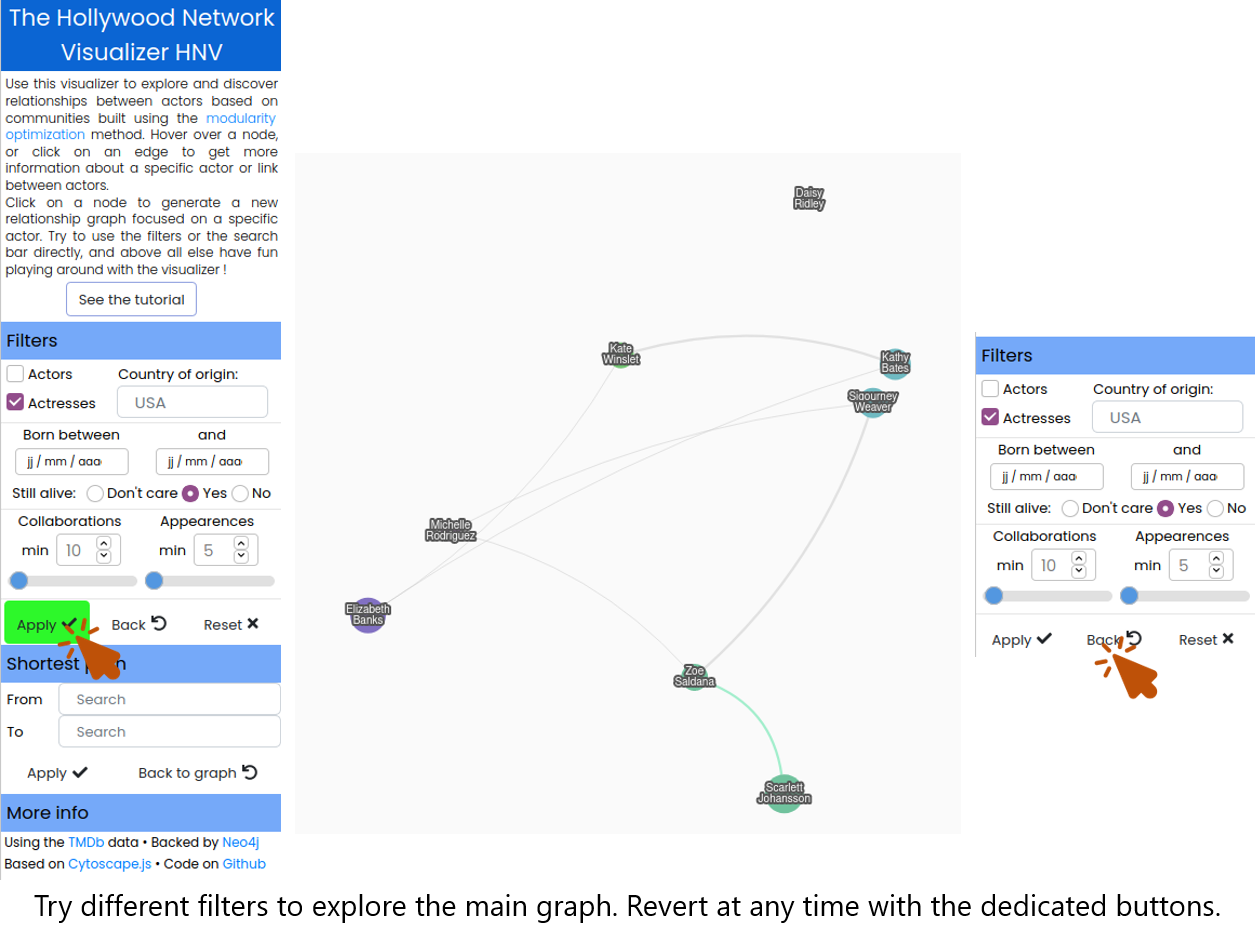 The Hollywood Network
Visualizer HNV
Use this visualizer to explore and discover
relationships between actors based on
communities built using the modularity
optimization method. Hover over a node,
or click on an edge to get more
information about a specific actor or link
between actors.
Click on a node to generate a new
relationship graph focused on a specific
actor. Try to use the filters or the search
bar directly, and above all else have fun
playing around with the visualizer !
See the tutorial
Filters
Actors Country of origin:
Actresses USA
Born between and
jj / mm / aaa jj / mm / aaa
Still alive: Don't care Yes No
Collaborations Appearences
min 10 min 5
Apply Back Reset
Shortest
From Search
To Search
Apply Back to graph
More info
Using the TMDb data • Backed by Neo4j
Based on Cytoscape.js • Code on Github
Daisy
Ridley
Kate
Winslet
Kathy
Bates
Sigourney
Weaver
Michelle
Rodriguez
Elizabeth
Banks
Zoe
Saldana
Scarlett
Johansson
Filters
Actors Country of origin:
Actresses USA
Born between and
jj / mm / aaa jj / mm / aaa
Still alive: Don't care Yes No
Collaborations Appearences
min 10 min 5
Apply Back Reset
Try different filters to explore the main graph. Revert at any time with the dedicated buttons.